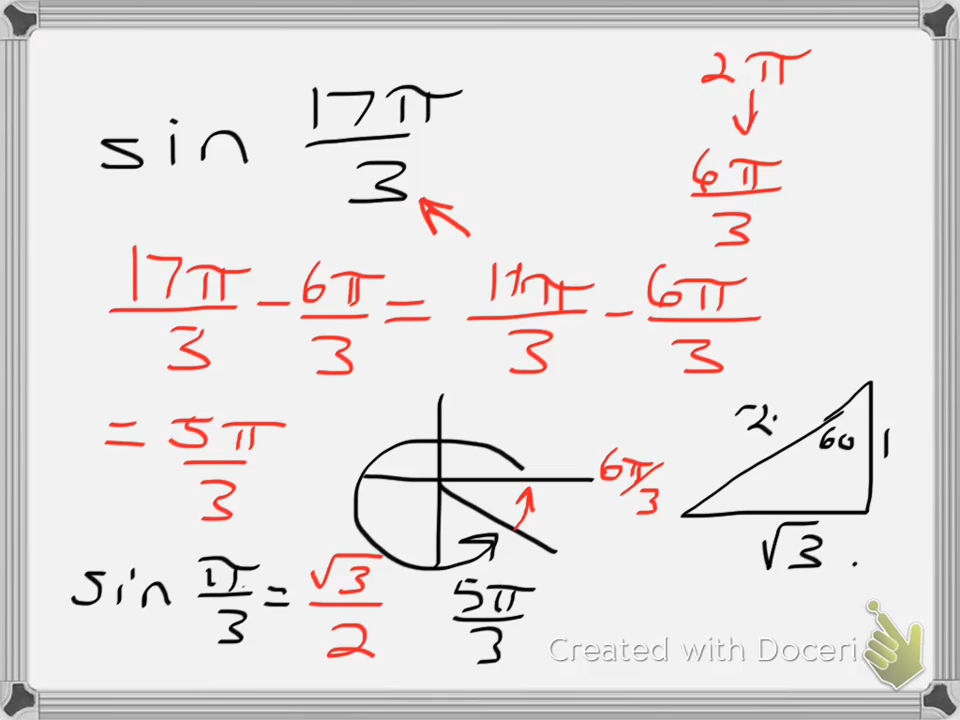 2π
sin 17π/3
6π/3
17π/3 - 6π/3 = 11π/3 - 6π/3
= 5π/3
6π/3
2
60
1
√3
sin π/3 = √3/2
5π/3
Created with Doceri